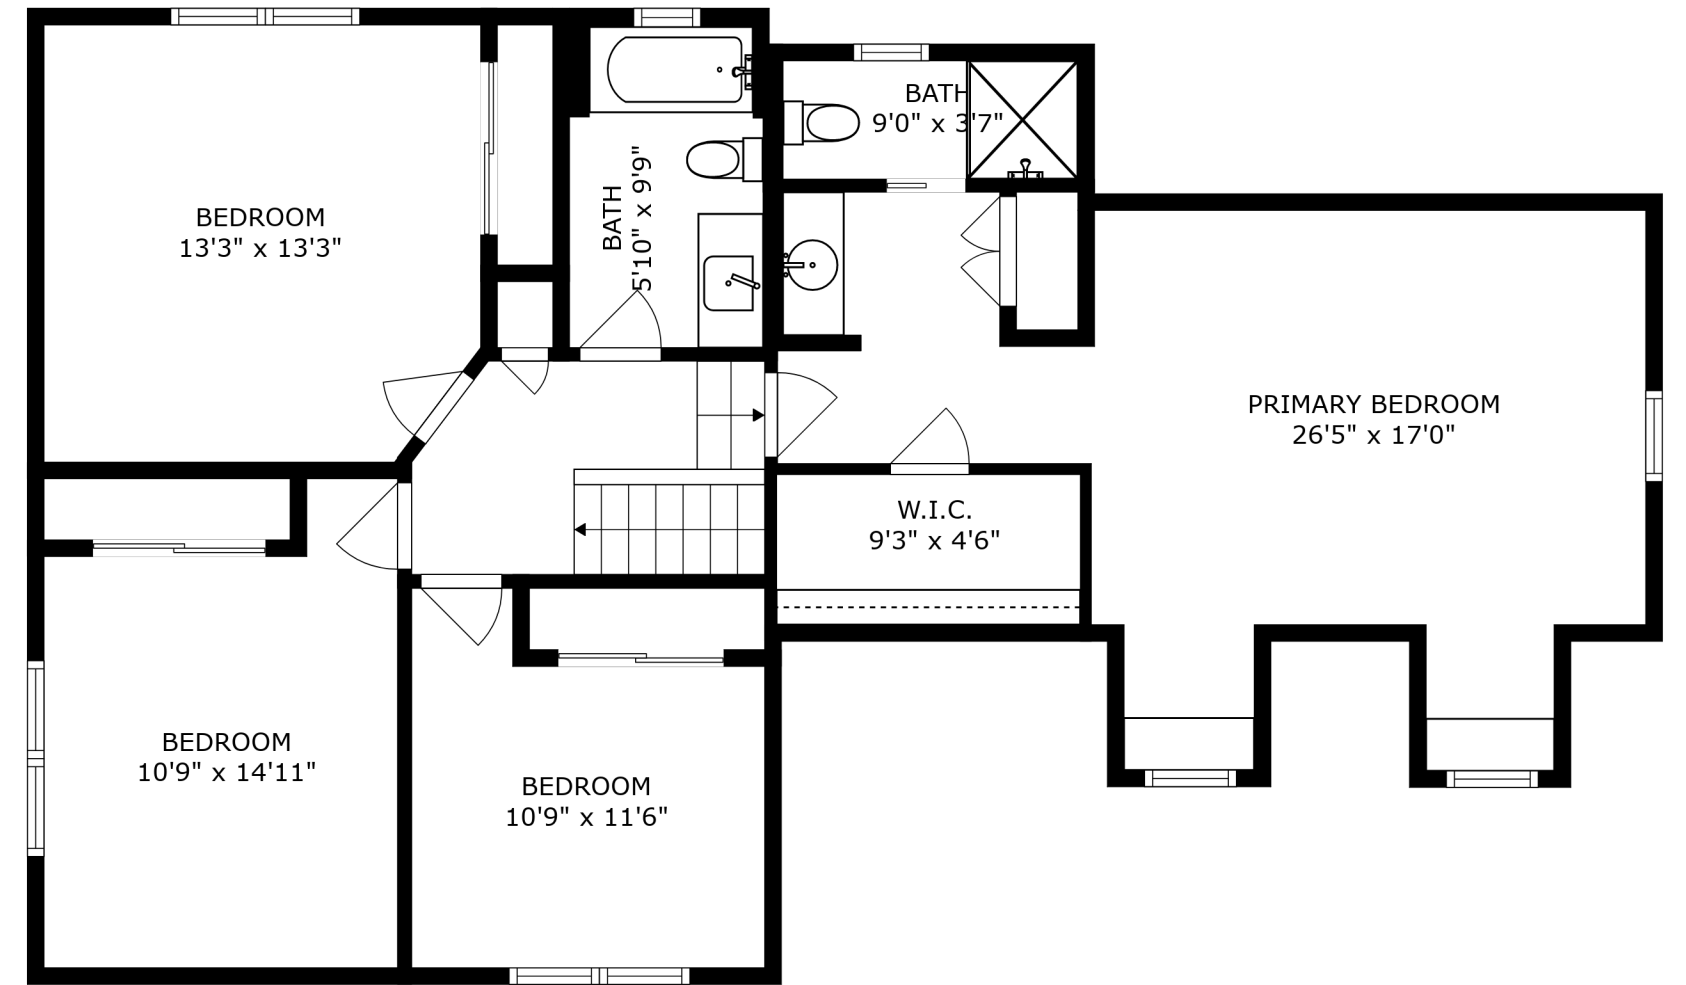 BATH
9'0" x 3'7"
BEDROOM
13'3" x 13'3"
BATH
5'10" x 9'9"
PRIMARY BEDROOM
26'5" x 17'0"
W.I.C.
9'3" x 4'6"
BEDROOM
10'9" x 14'11"
BEDROOM
10'9" x 11'6"